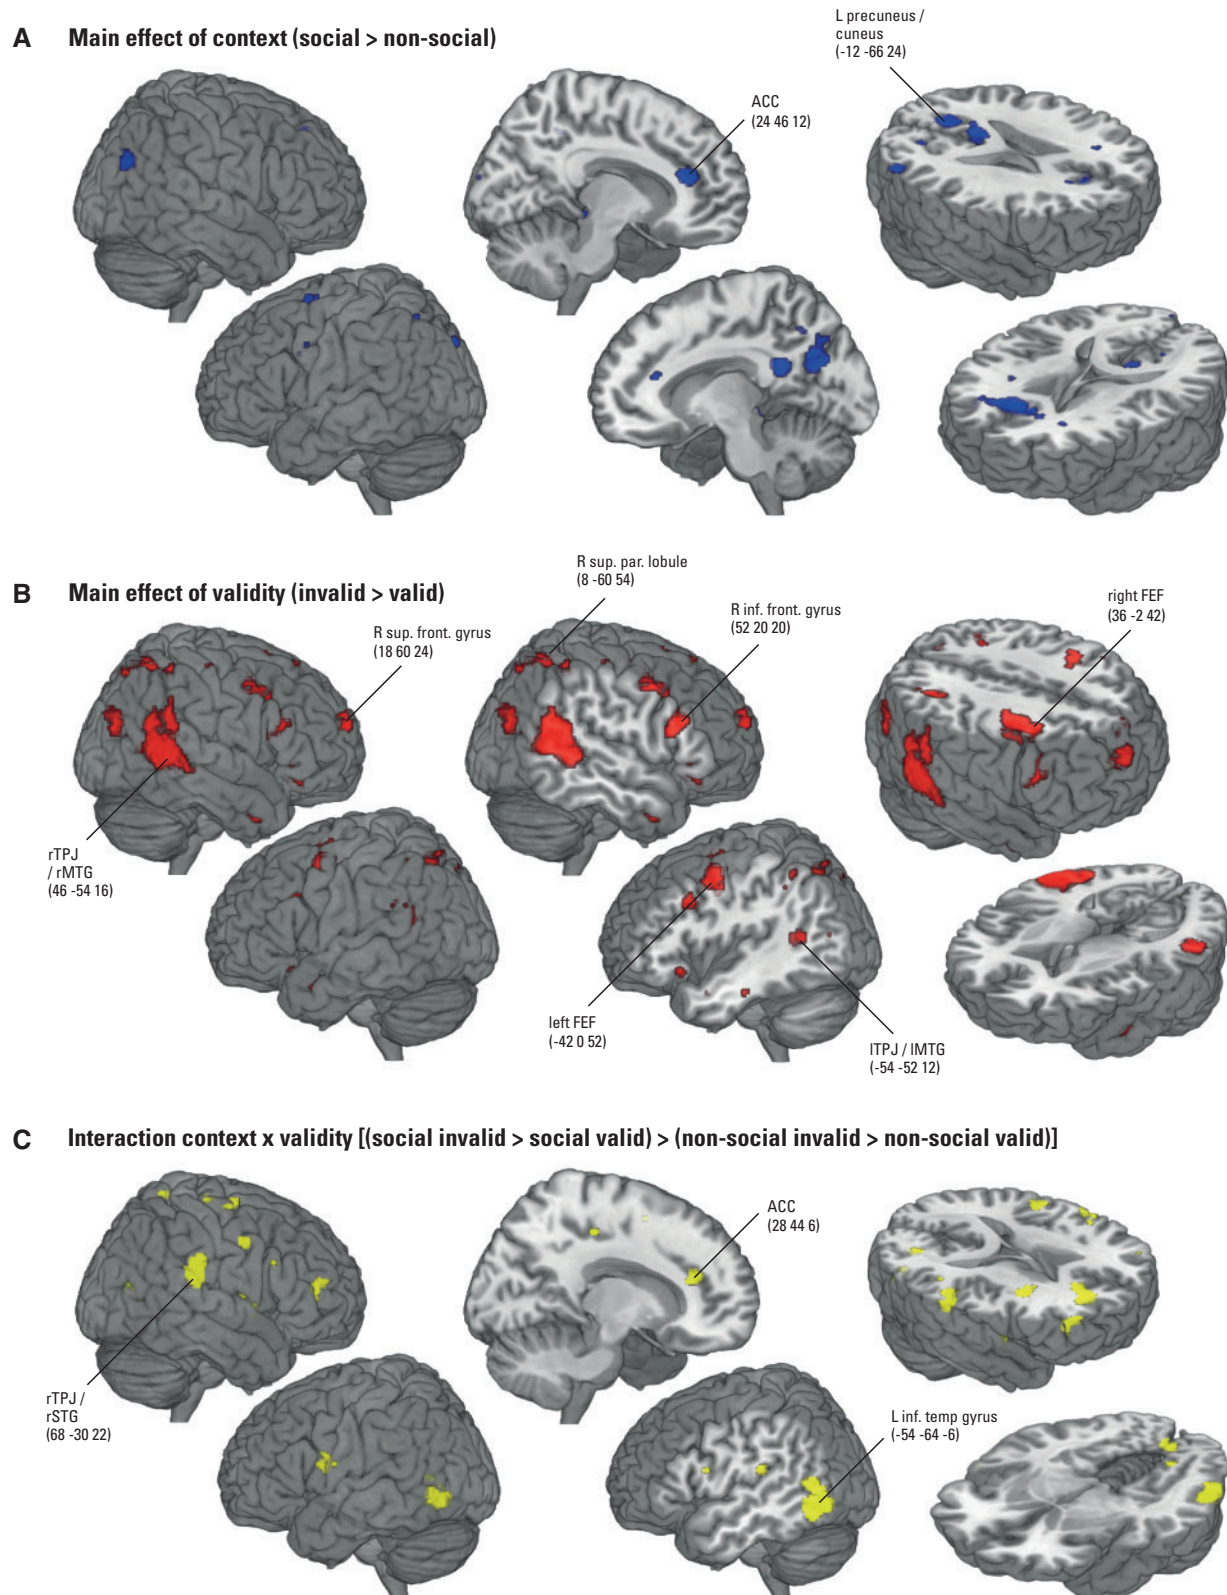 A Main effect of context (social > non-social)
L precuneus /
cuneus
(-12 -66 24)
ACC
(24 46 12)
B Main effect of validity (invalid > valid)
R sup. par. lobule
(8 -60 54)
R sup. front. gyrus
(18 60 24)
R inf. front. gyrus
(52 20 20)
right FEF
(36 -2 42)
rTPJ
/ rMTG
(46 -54 16)
left FEF
(-42 0 52)
lTPJ / lMTG
(-54 -52 12)
C Interaction context x validity [(social invalid > social valid) > (non-social invalid > non-social valid)]
ACC
(28 44 6)
rTPJ /
rSTG
(68 -30 22)
L inf. temp gyrus
(-54 -64 -6)